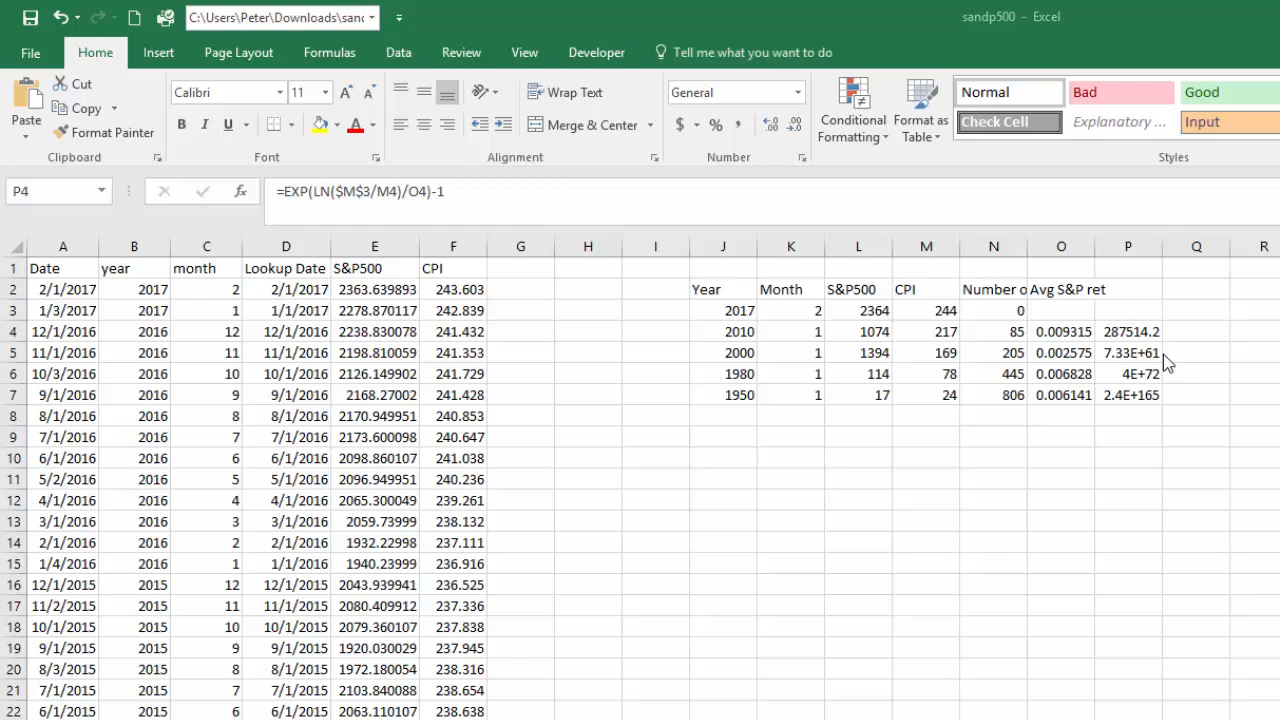 C:\Users\Peter\Downloads\sand
sandp500 - Excel
File Home Insert Page Layout Formulas Data Review View Developer Tell me what you want to do
Paste
Cut
Copy
Format Painter
Clipboard
Calibri 11
B I U
Font
Wrap Text
Merge & Center
Alignment
General
$ % ,
Number
Conditional Formatting
Format as Table
Normal Bad Good
Check Cell Explanatory ... Input
Styles
P4 fx =EXP(LN($M$3/M4)/O4)-1
A B C D E F G H I J K L M N O P Q R
1 Date year month Lookup Date S&P500 CPI
2 2/1/2017 2017 2 2/1/2017 2363.639893 243.603 Year Month S&P500 CPI Number o Avg S&P ret
3 1/3/2017 2017 1 1/1/2017 2278.870117 242.839 2017 2 2364 244 0
4 12/1/2016 2016 12 12/1/2016 2238.830078 241.432 2010 1 1074 217 85 0.009315 287514.2
5 11/1/2016 2016 11 11/1/2016 2198.810059 241.353 2000 1 1394 169 205 0.002575 7.33E+61
6 10/3/2016 2016 10 10/1/2016 2126.149902 241.729 1980 1 114 78 445 0.006828 4E+72
7 9/1/2016 2016 9 9/1/2016 2168.27002 241.428 1950 1 17 24 806 0.006141 2.4E+165
8 8/1/2016 2016 8 8/1/2016 2170.949951 240.853
9 7/1/2016 2016 7 7/1/2016 2173.600098 240.647
10 6/1/2016 2016 6 6/1/2016 2098.860107 241.038
11 5/2/2016 2016 5 5/1/2016 2096.949951 240.236
12 4/1/2016 2016 4 4/1/2016 2065.300049 239.261
13 3/1/2016 2016 3 3/1/2016 2059.73999 238.132
14 2/1/2016 2016 2 2/1/2016 1932.22998 237.111
15 1/4/2016 2016 1 1/1/2016 1940.23999 236.916
16 12/1/2015 2015 12 12/1/2015 2043.939941 236.525
17 11/2/2015 2015 11 11/1/2015 2080.409912 237.336
18 10/1/2015 2015 10 10/1/2015 2079.360107 237.838
19 9/1/2015 2015 9 9/1/2015 1920.030029 237.945
20 8/3/2015 2015 8 8/1/2015 1972.180054 238.316
21 7/1/2015 2015 7 7/1/2015 2103.840088 238.654
22 6/1/2015 2015 6 6/1/2015 2063.110107 238.638